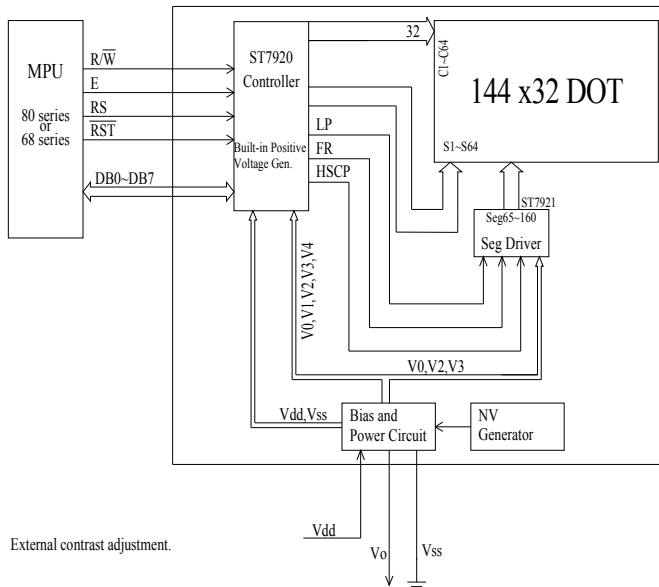 MPU
80 series
or
68 series
R/W̅
E
RS
R̅S̅T̅
DB0~DB7
ST7920
Controller
Built-in Positive
Voltage Gen.
32
LP
FR
HSCP
C1~C64
144 x32 DOT
S1~S64
ST7921
Seg65~160
Seg Driver
V0,V1,V2,V3,V4
V0,V2,V3
Vdd,Vss
Bias and
Power Circuit
NV
Generator
Vdd
Vo
Vss
External contrast adjustment.